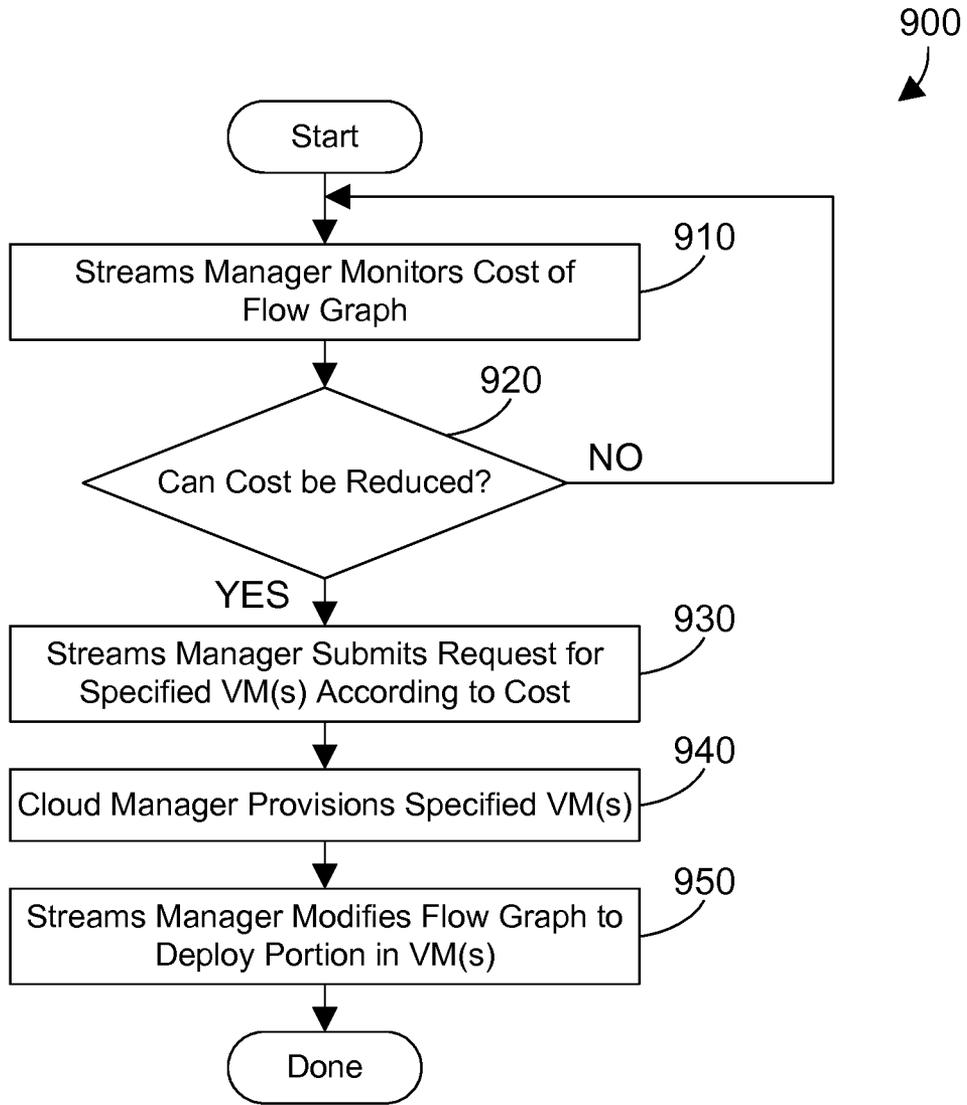 900
Start
910
Streams Manager Monitors Cost of
Flow Graph
920
Can Cost be Reduced?
NO
YES
930
Streams Manager Submits Request for
Specified VM(s) According to Cost
940
Cloud Manager Provisions Specified VM(s)
950
Streams Manager Modifies Flow Graph to
Deploy Portion in VM(s)
Done